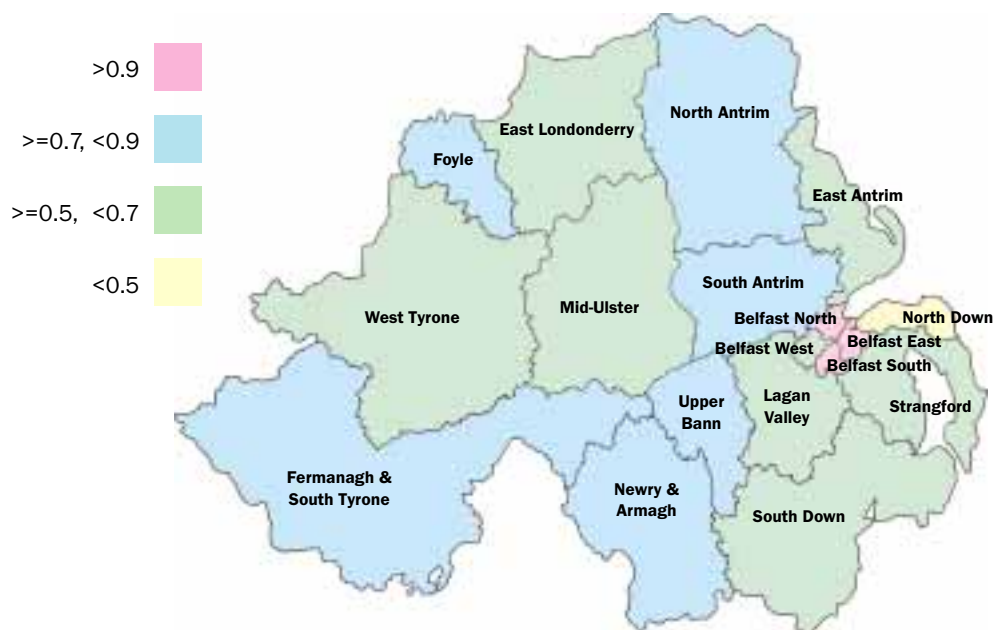 >0.9
>=0.7, <0.9
>=0.5, <0.7
<0.5
North Antrim
East Londonderry
Foyle
East Antrim
South Antrim
West Tyrone
Mid-Ulster
Belfast North
North Down
Belfast East
Belfast West
Belfast South
Upper
Bann
Lagan
Valley
Strangford
Fermanagh &
South Tyrone
Newry &
Armagh
South Down